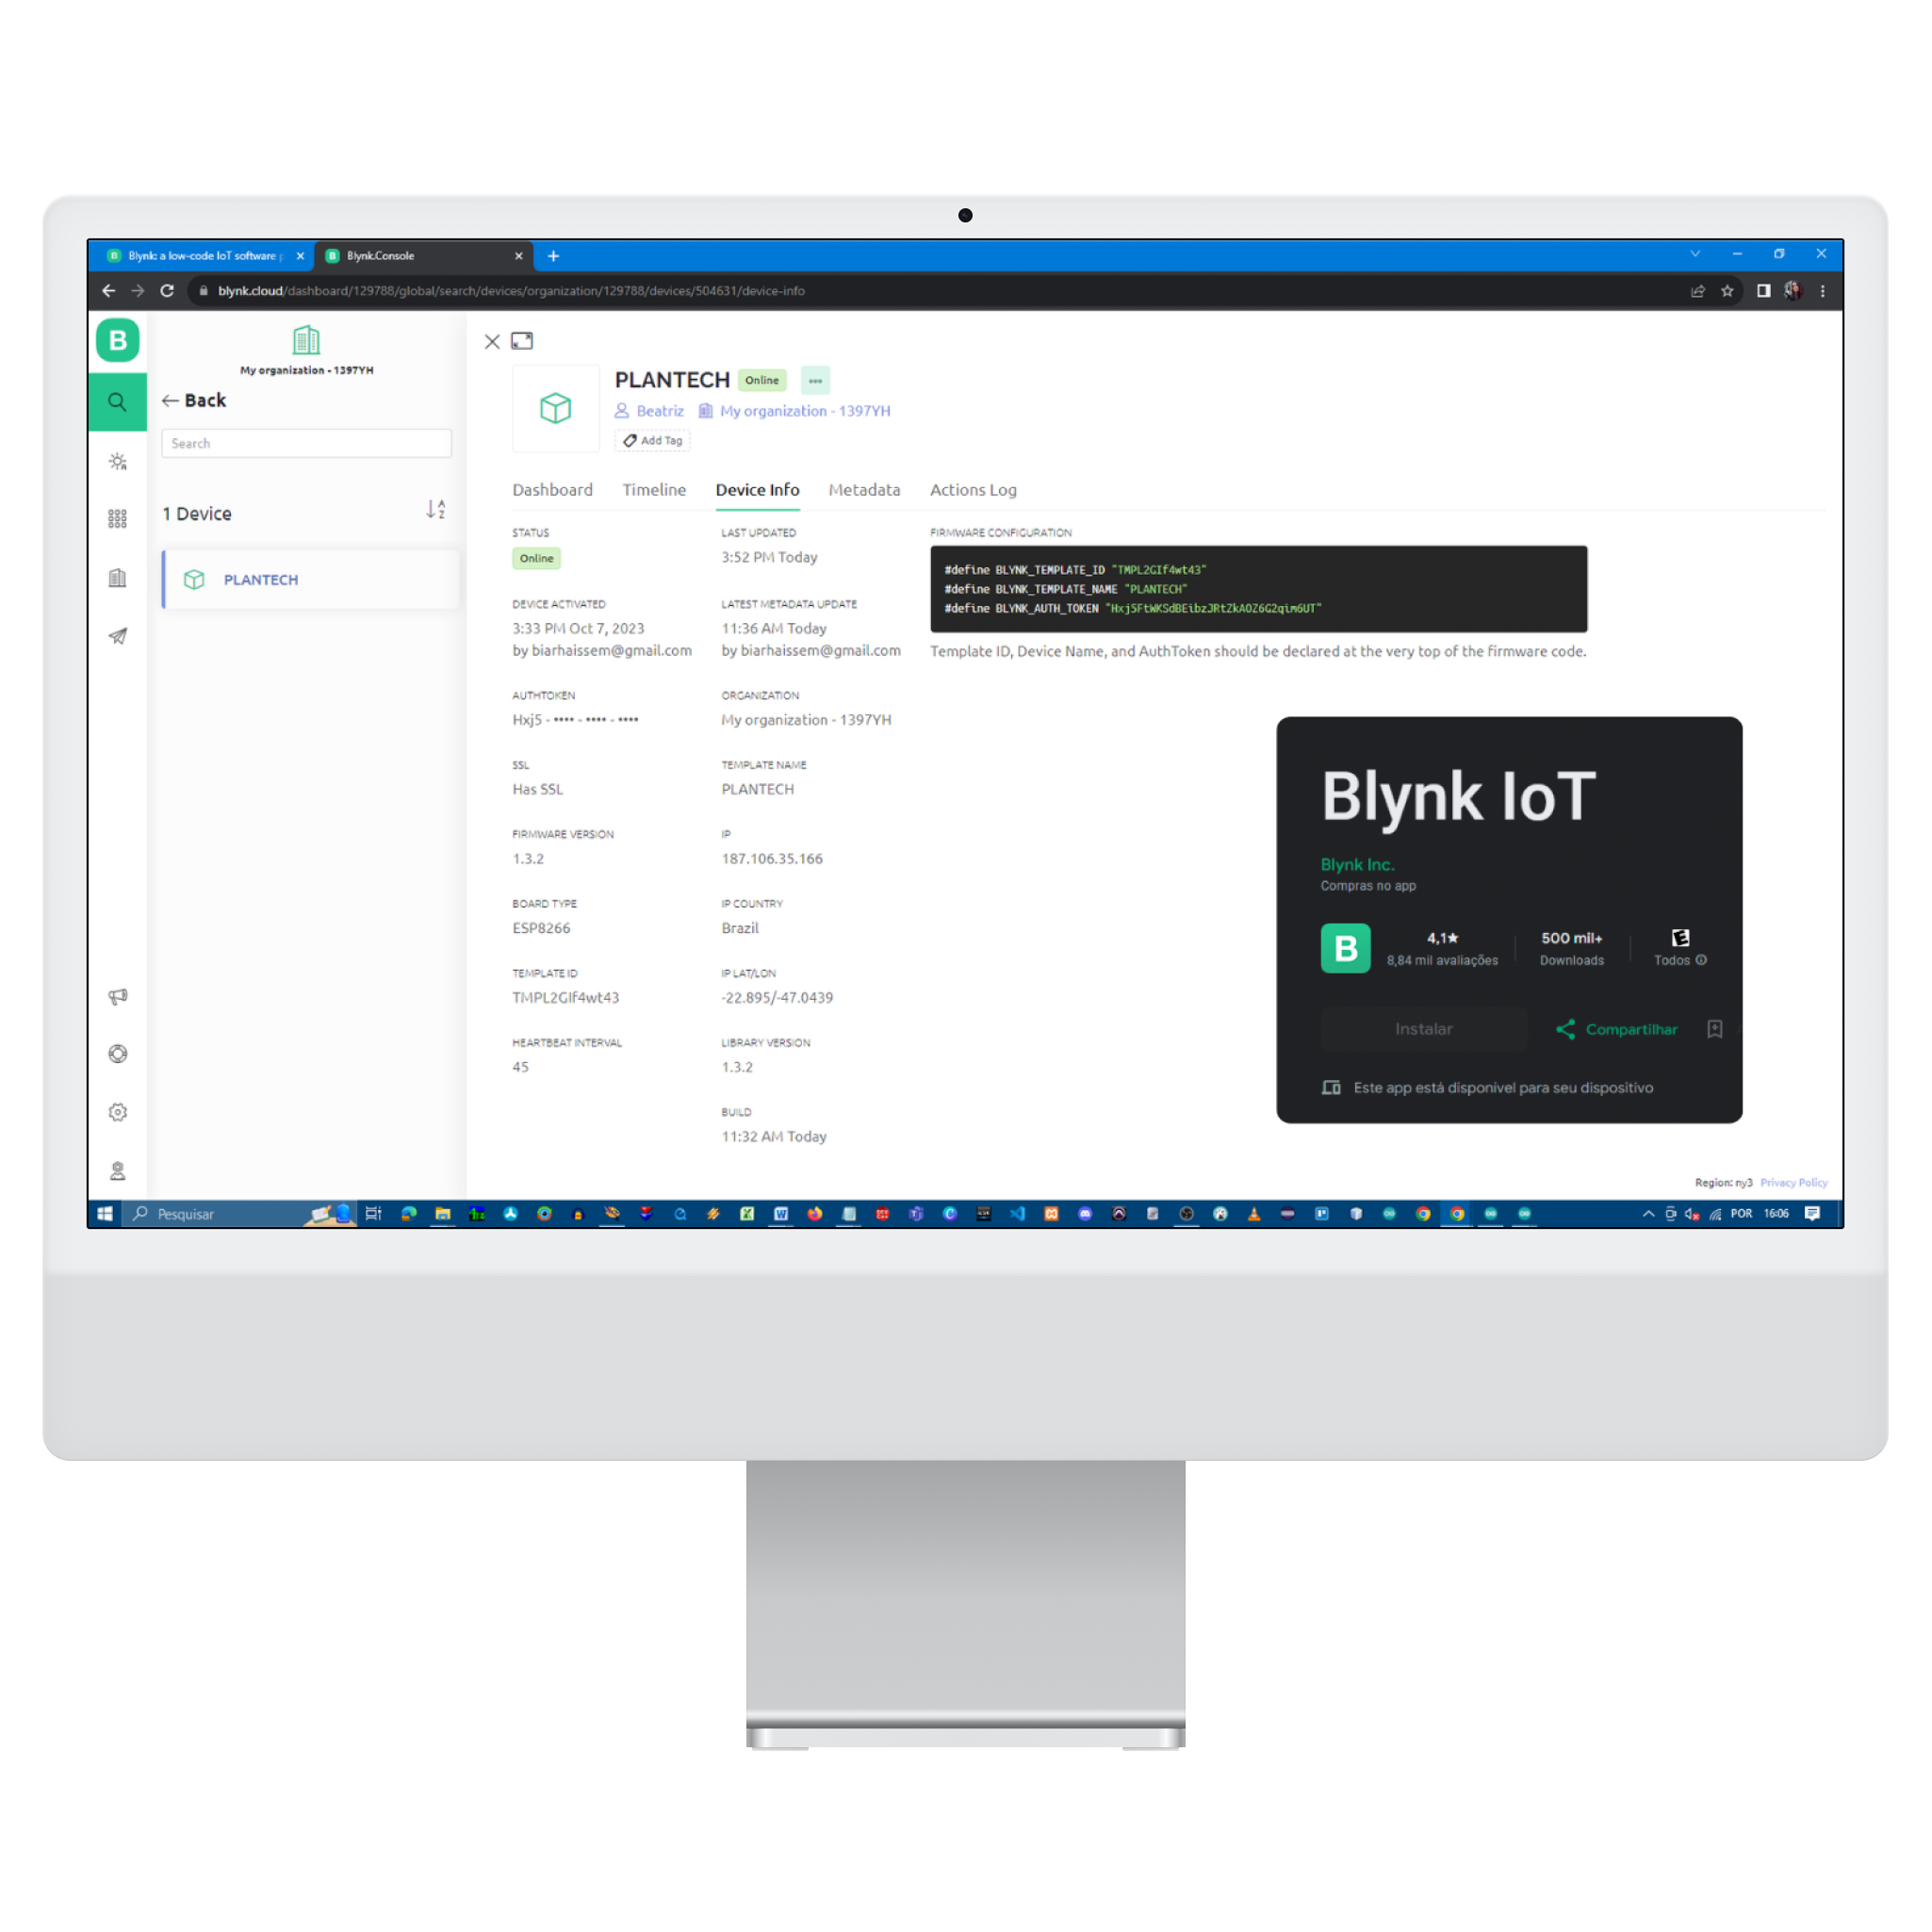 Blynk: a low-code IoT software p
Blynk.Console
blynk.cloud/dashboard/129788/global/search/devices/organization/129788/devices/504631/device-info
B
My organization - 1397YH
Back
Search
1 Device
A
Z
PLANTECH
PLANTECH Online
Beatriz My organization - 1397YH
Add Tag
Dashboard Timeline Device Info Metadata Actions Log
STATUS
Online
LAST UPDATED
3:52 PM Today
DEVICE ACTIVATED
3:33 PM Oct 7, 2023
by biarhaissem@gmail.com
LATEST METADATA UPDATE
11:36 AM Today
by biarhaissem@gmail.com
AUTHTOKEN
Hxj5 - •••• - •••• - ••••
ORGANIZATION
My organization - 1397YH
SSL
Has SSL
TEMPLATE NAME
PLANTECH
FIRMWARE VERSION
1.3.2
IP
187.106.35.166
BOARD TYPE
ESP8266
IP COUNTRY
Brazil
TEMPLATE ID
TMPL2GIf4wt43
IP LAT/LON
-22.895/-47.0439
HEARTBEAT INTERVAL
45
LIBRARY VERSION
1.3.2
BUILD
11:32 AM Today
FIRMWARE CONFIGURATION
#define BLYNK_TEMPLATE_ID "TMPL2GIf4wt43"
#define BLYNK_TEMPLATE_NAME "PLANTECH"
#define BLYNK_AUTH_TOKEN "Hxj5FtWKSdBEibzJRtZkAOZ6G2qim6UT"
Template ID, Device Name, and AuthToken should be declared at the very top of the firmware code.
Blynk IoT
Blynk Inc.
Compras no app
B
4,1★
8,84 mil avaliações
500 mil+
Downloads
E
Todos
Instalar
Compartilhar
Este app está disponível para seu dispositivo
Region: ny3 Privacy Policy
Pesquisar
POR 16:06